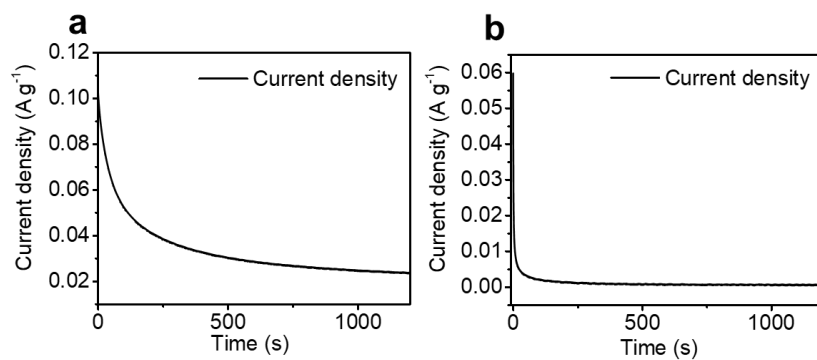 a
Current density (A g⁻¹)
0.12
0.10
0.08
0.06
0.04
0.02
Current density
0
500
1000
Time (s)
b
Current density (A g⁻¹)
0.06
0.05
0.04
0.03
0.02
0.01
0.00
Current density
0
500
1000
Time (s)